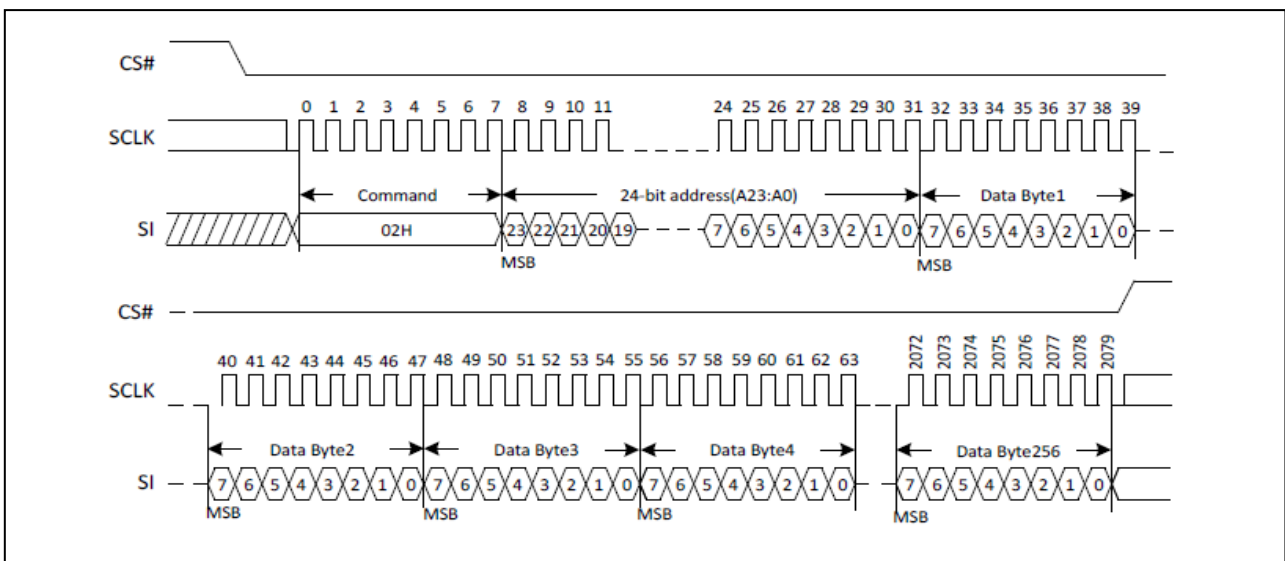 CS#
0 1 2 3 4 5 6 7 8 9 10 11 24 25 26 27 28 29 30 31 32 33 34 35 36 37 38 39
SCLK
Command 24-bit address(A23:A0) Data Byte1
SI 02H 23 22 21 20 19 7 6 5 4 3 2 1 0 7 6 5 4 3 2 1 0
MSB MSB
CS#
40 41 42 43 44 45 46 47 48 49 50 51 52 53 54 55 56 57 58 59 60 61 62 63 2072 2073 2074 2075 2076 2077 2078 2079
SCLK
Data Byte2 Data Byte3 Data Byte4 Data Byte256
SI 7 6 5 4 3 2 1 0 7 6 5 4 3 2 1 0 7 6 5 4 3 2 1 0 7 6 5 4 3 2 1 0
MSB MSB MSB MSB